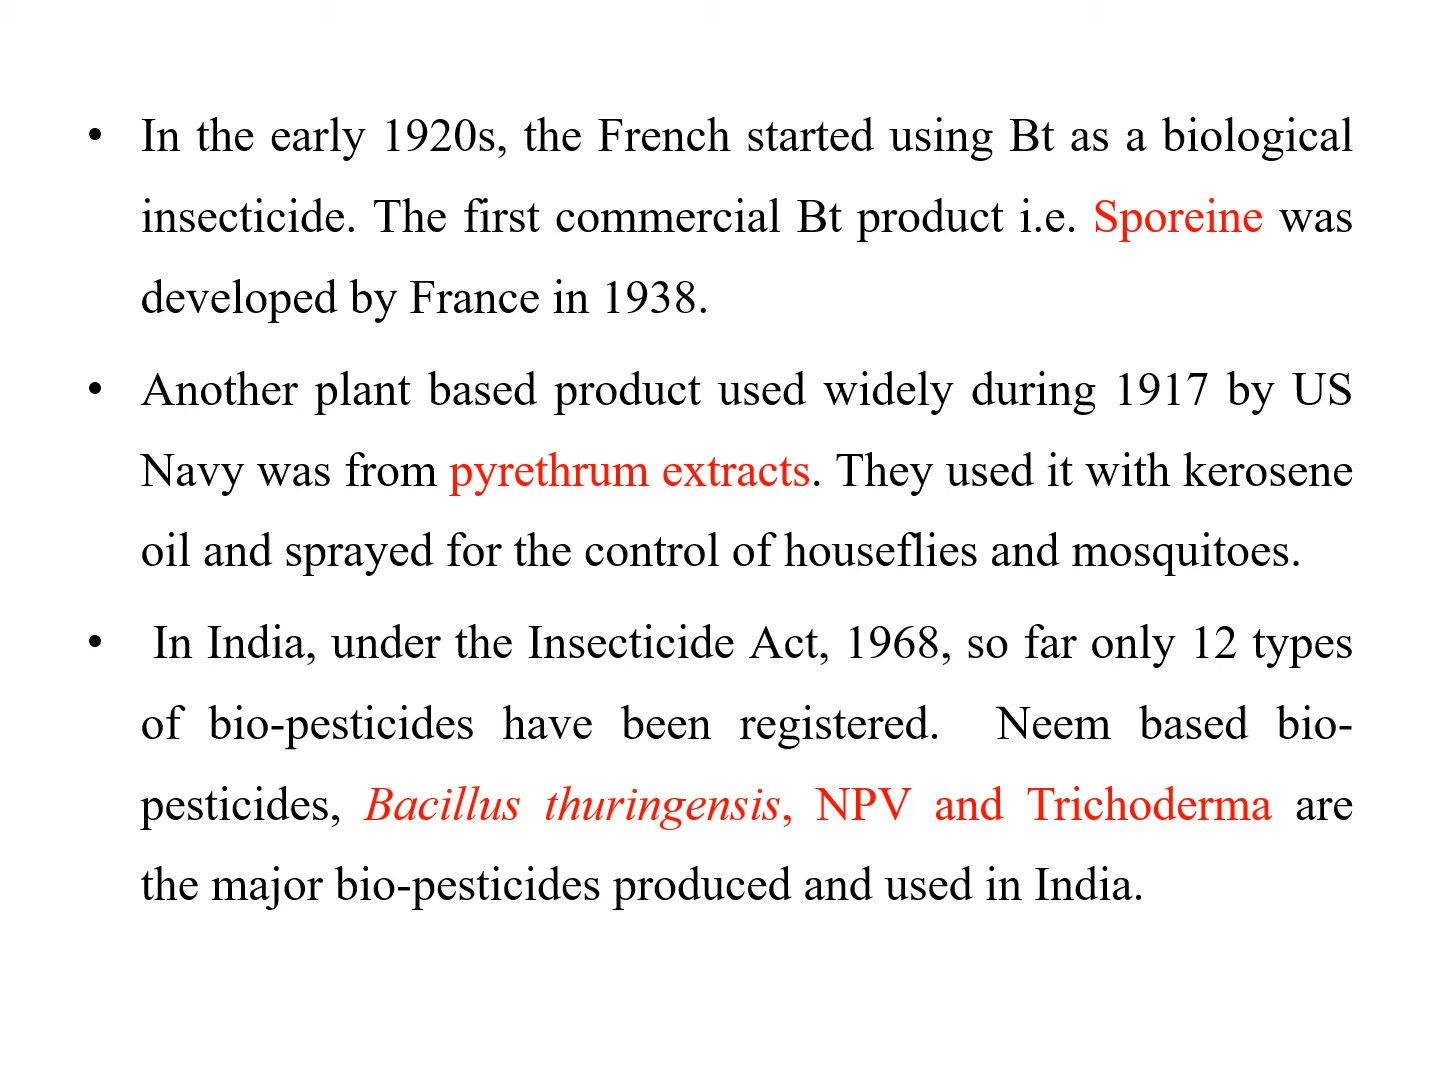 • In the early 1920s, the French started using Bt as a biological
insecticide. The first commercial Bt product i.e. Sporeine was
developed by France in 1938.
• Another plant based product used widely during 1917 by US
Navy was from pyrethrum extracts. They used it with kerosene
oil and sprayed for the control of houseflies and mosquitoes.
• In India, under the Insecticide Act, 1968, so far only 12 types
of bio-pesticides have been registered. Neem based bio-
pesticides, Bacillus thuringensis, NPV and Trichoderma are
the major bio-pesticides produced and used in India.